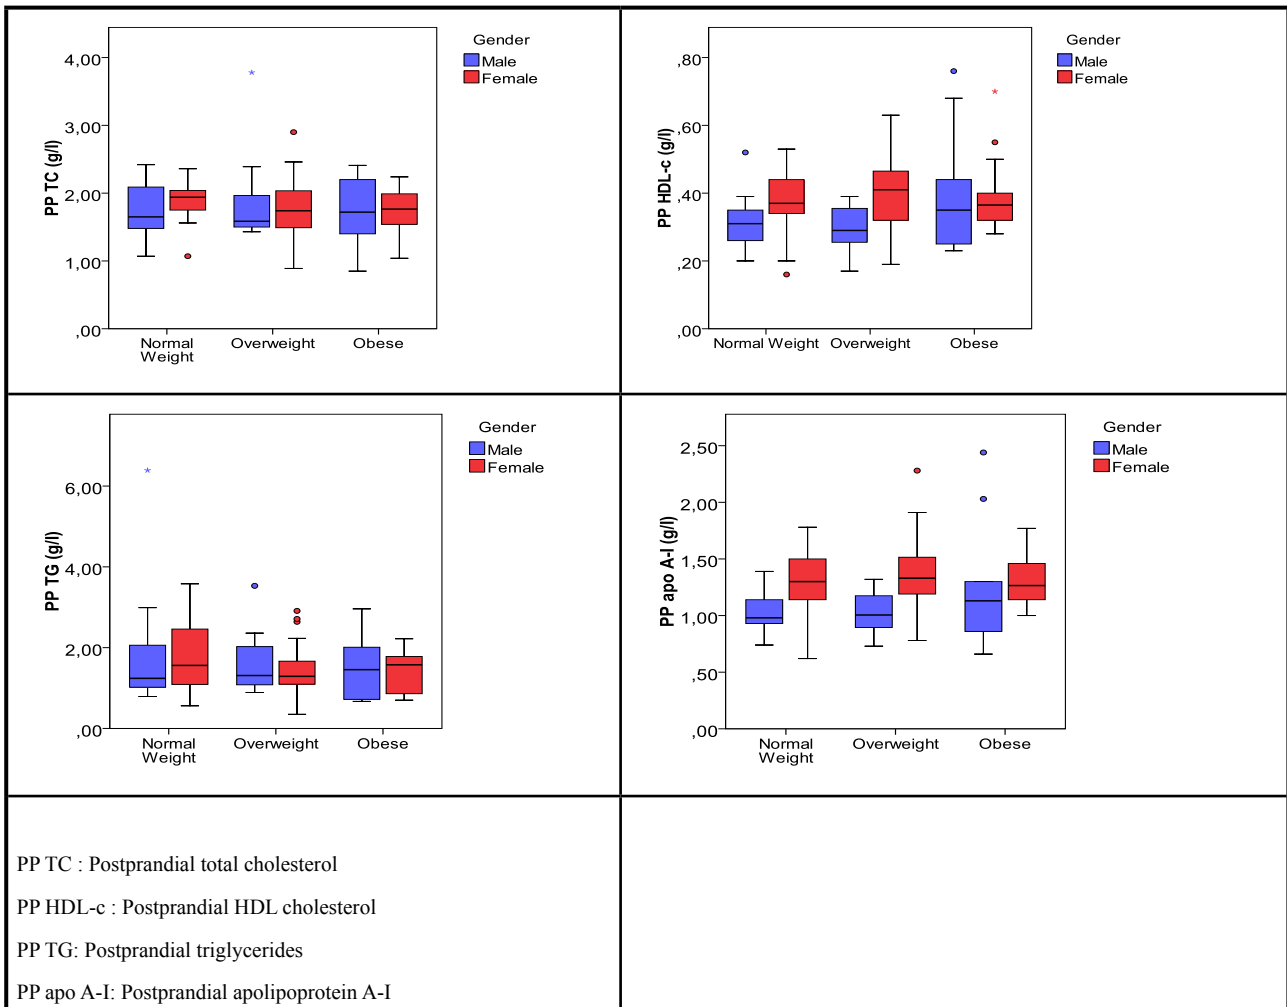 Gender
Male
Female
PP TC (g/l)
4,00
3,00
2,00
1,00
,00
Normal Weight
Overweight
Obese
Gender
Male
Female
PP HDL-c (g/l)
,80
,60
,40
,20
,00
Normal Weight
Overweight
Obese
Gender
Male
Female
PP TG (g/l)
6,00
4,00
2,00
,00
Normal Weight
Overweight
Obese
Gender
Male
Female
PP apo A-I (g/l)
2,50
2,00
1,50
1,00
,50
,00
Normal Weight
Overweight
Obese
PP TC : Postprandial total cholesterol
PP HDL-c : Postprandial HDL cholesterol
PP TG: Postprandial triglycerides
PP apo A-I: Postprandial apolipoprotein A-I